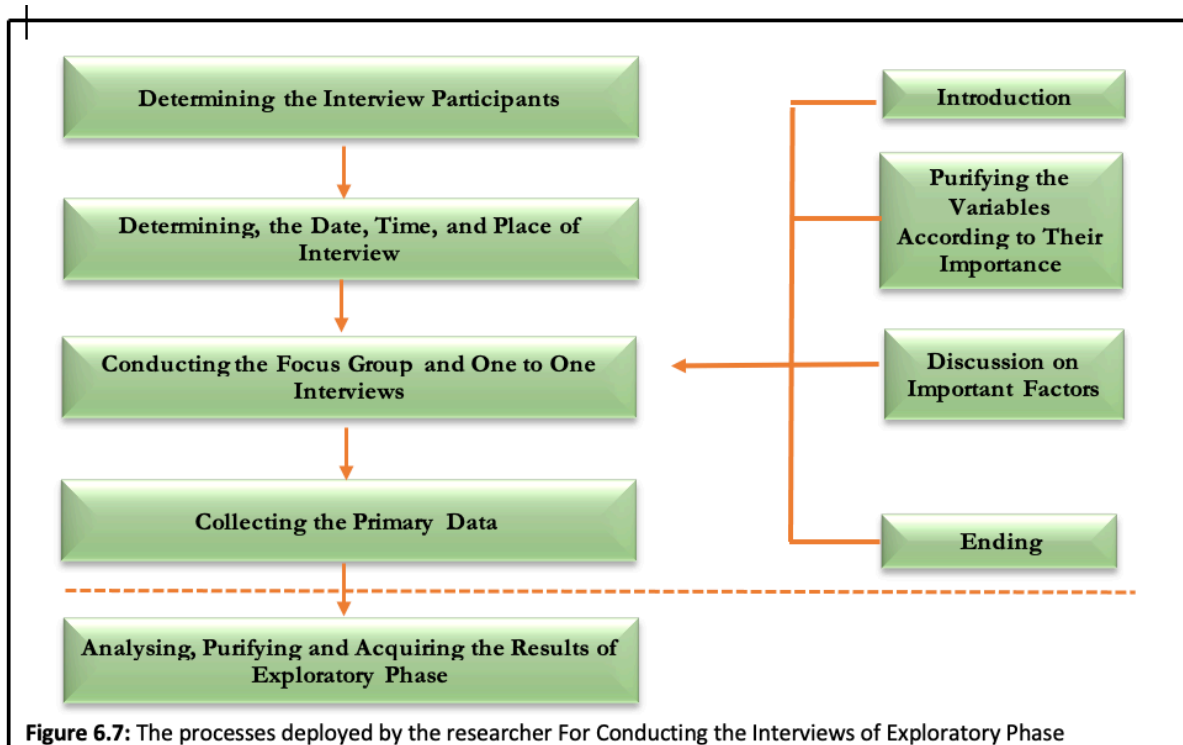 Determining the Interview Participants
Determining, the Date, Time, and Place of
Interview
Conducting the Focus Group and One to One
Interviews
Collecting the Primary Data
Analysing, Purifying and Acquiring the Results of
Exploratory Phase
Introduction
Purifying the
Variables
According to Their
Importance
Discussion on
Important Factors
Ending
Figure 6.7: The processes deployed by the researcher For Conducting the Interviews of Exploratory Phase